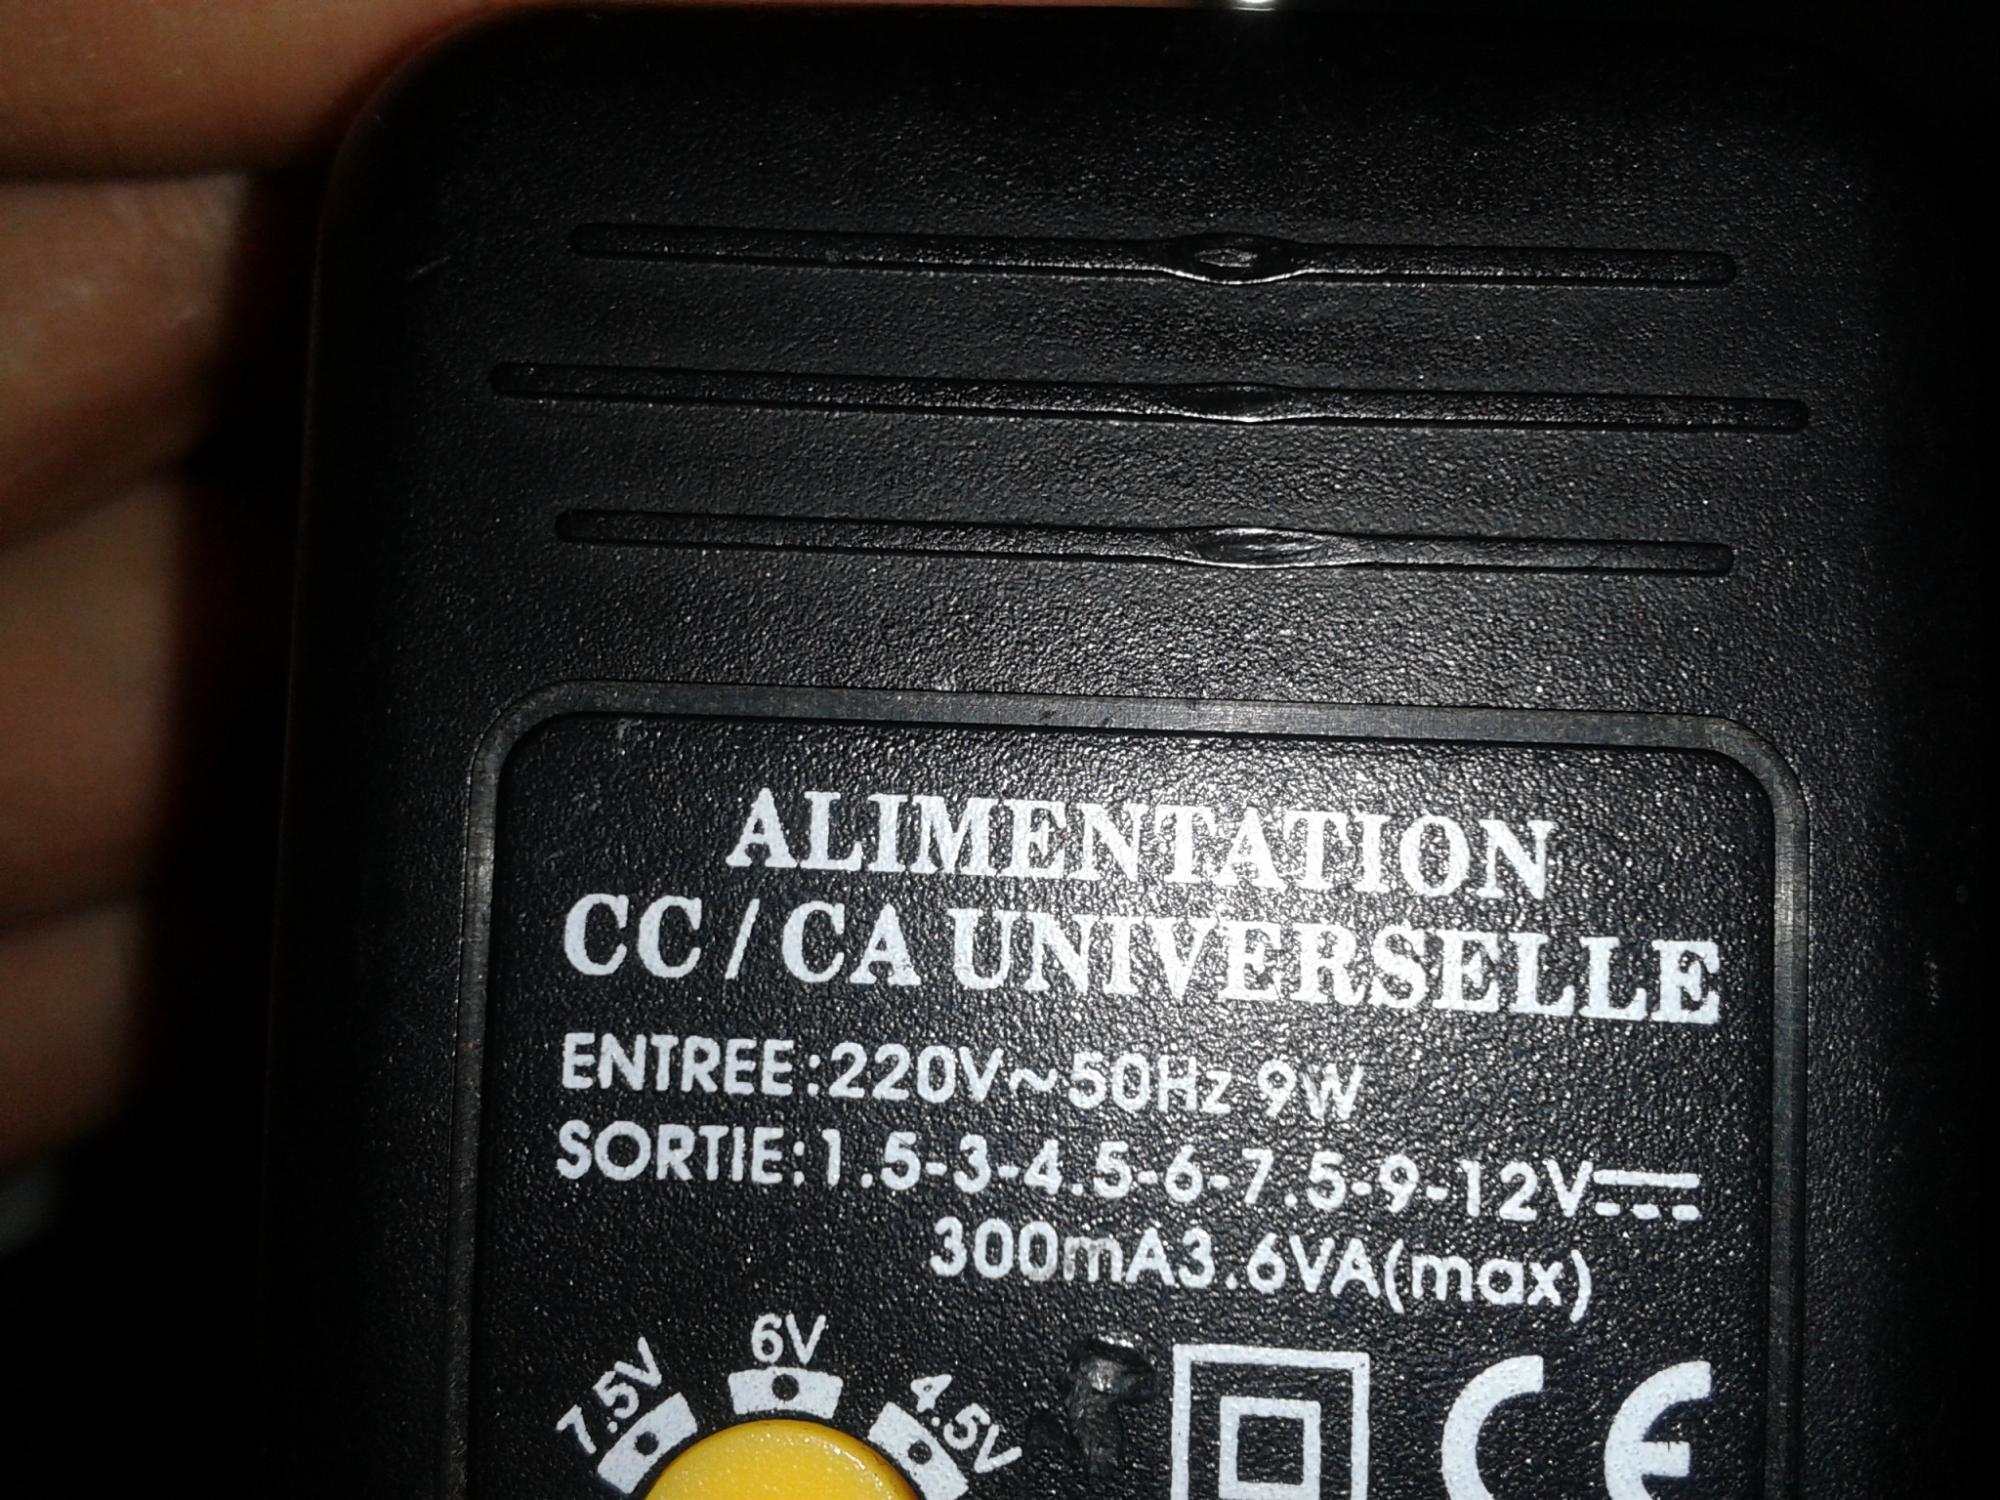 ALIMENTATION
CC/CA UNIVERSELLE
ENTREE:220V~50Hz 9W
SORTIE:1.5-3-4.5-6-7.5-9-12V⎓
300mA3.6VA(max)
7.5V 6V 4.5V
CE